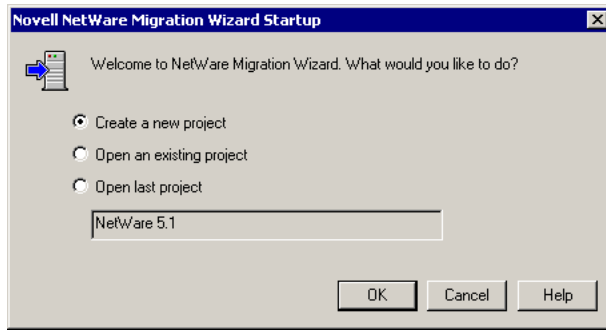 Novell NetWare Migration Wizard Startup
Welcome to NetWare Migration Wizard. What would you like to do?
Create a new project
Open an existing project
Open last project
NetWare 5.1
OK
Cancel
Help